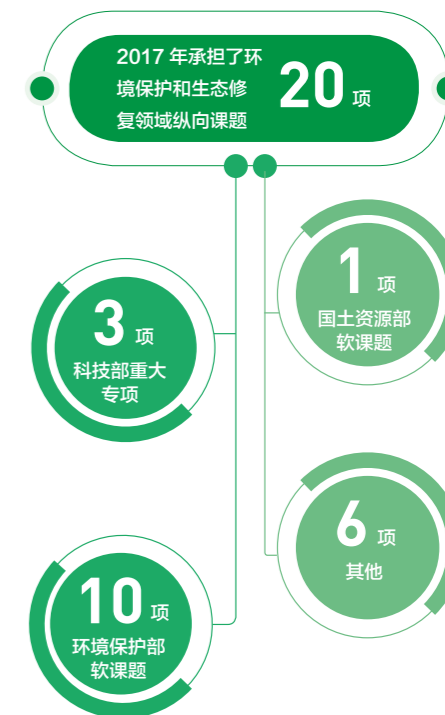 2017 年承担了环
境保护和生态修
复领域纵向课题
20 项
1 项
国土资源部
软课题
3 项
科技部重大
专项
6 项
其他
10 项
环境保护部
软课题